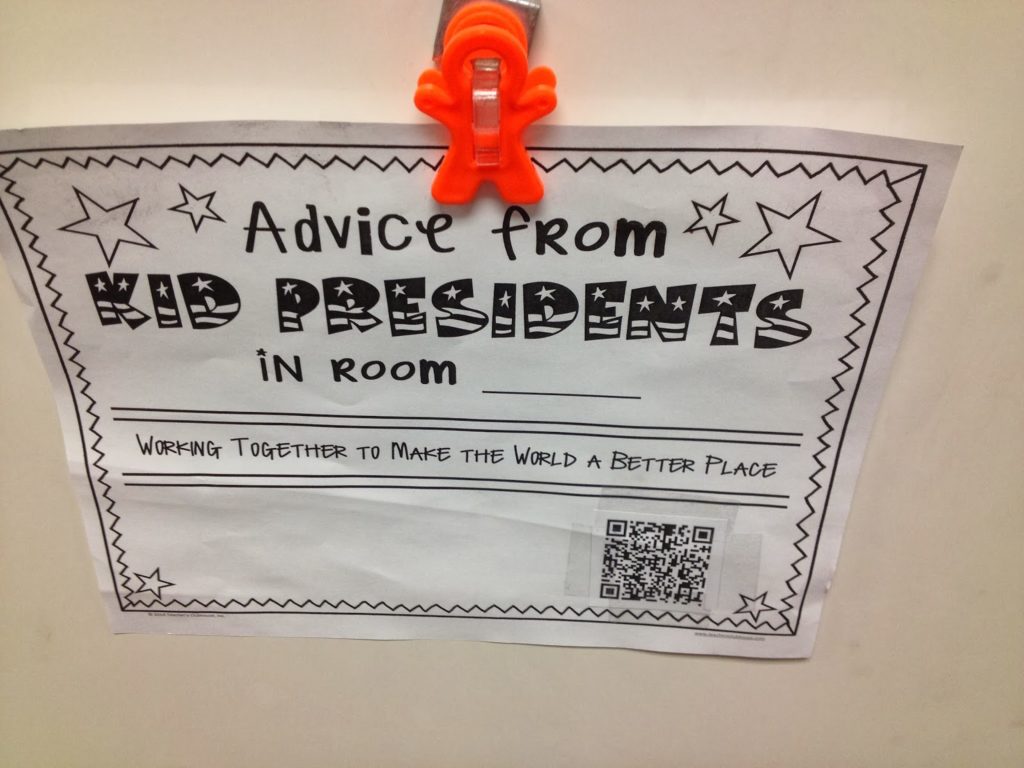 Advice from
KID PRESIDENTS
in room
Working Together to Make the World a Better Place